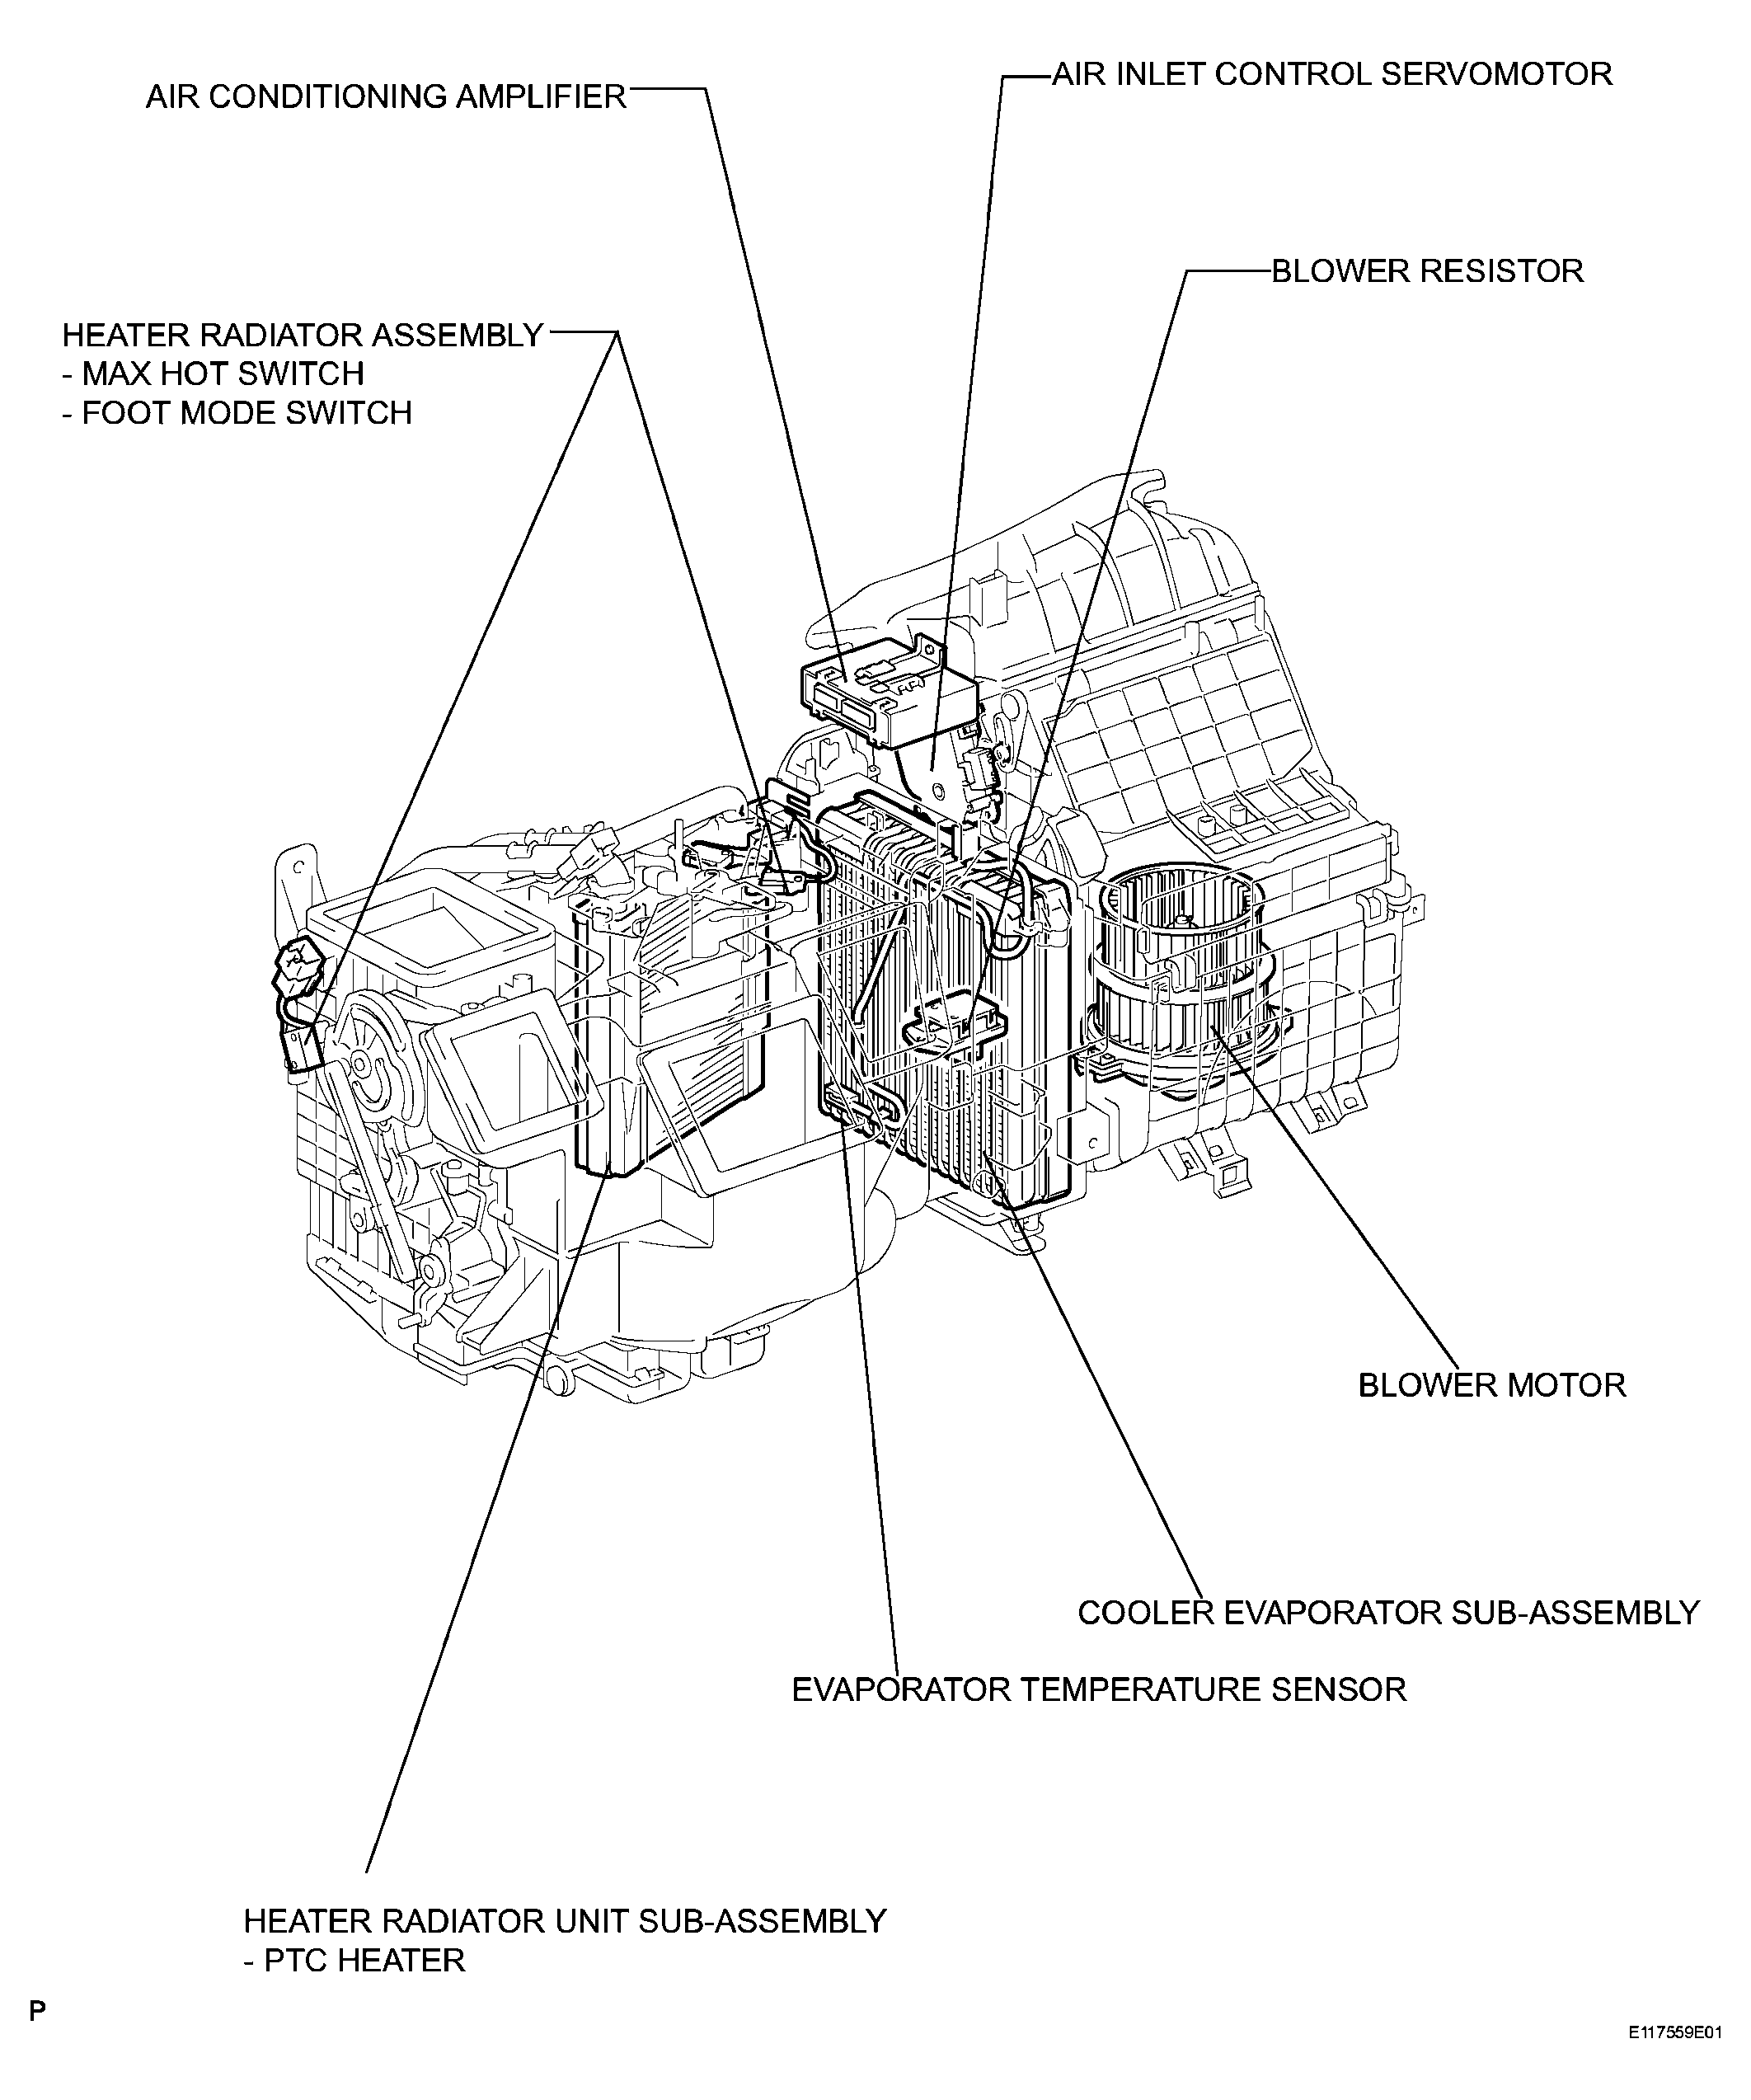 AIR INLET CONTROL SERVOMOTOR
AIR CONDITIONING AMPLIFIER
BLOWER RESISTOR
HEATER RADIATOR ASSEMBLY
- MAX HOT SWITCH
- FOOT MODE SWITCH
BLOWER MOTOR
COOLER EVAPORATOR SUB-ASSEMBLY
EVAPORATOR TEMPERATURE SENSOR
HEATER RADIATOR UNIT SUB-ASSEMBLY
- PTC HEATER
P
E117559E01